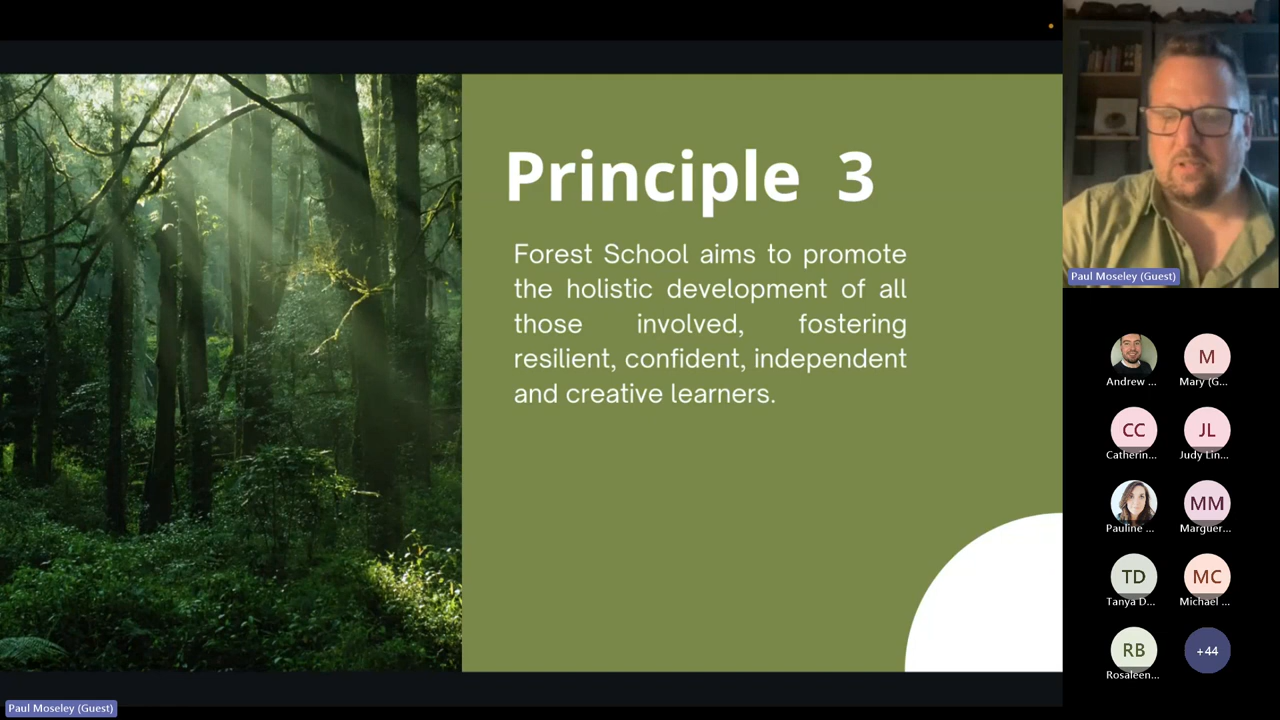 Principle 3
Forest School aims to promote
the holistic development of all
those involved, fostering
resilient, confident, independent
and creative learners.
Paul Moseley (Guest)
Andrew ...
M
Mary (G...
CC
Catherin...
JL
Judy Lin...
Pauline ...
MM
Marguer...
TD
Tanya D...
MC
Michael ...
RB
Rosaleen...
+44
Paul Moseley (Guest)